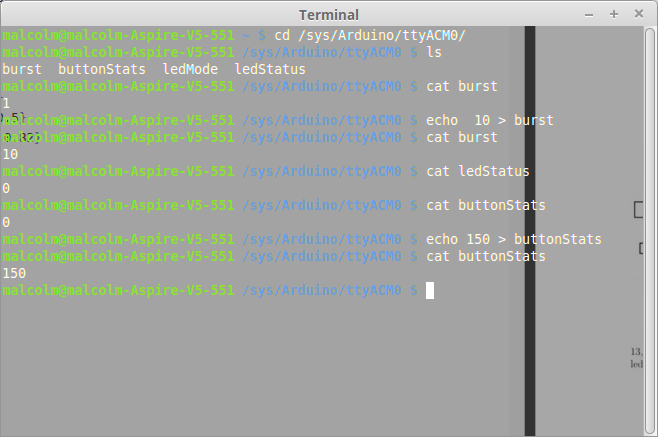 Terminal
malcolm@malcolm-Aspire-V5-551 ~ $ cd /sys/Arduino/ttyACM0/
malcolm@malcolm-Aspire-V5-551 /sys/Arduino/ttyACM0 $ ls
burst  buttonStats  ledMode  ledStatus
malcolm@malcolm-Aspire-V5-551 /sys/Arduino/ttyACM0 $ cat burst
1
malcolm@malcolm-Aspire-V5-551 /sys/Arduino/ttyACM0 $ echo  10 > burst
malcolm@malcolm-Aspire-V5-551 /sys/Arduino/ttyACM0 $ cat burst
10
malcolm@malcolm-Aspire-V5-551 /sys/Arduino/ttyACM0 $ cat ledStatus
0
malcolm@malcolm-Aspire-V5-551 /sys/Arduino/ttyACM0 $ cat buttonStats
0
malcolm@malcolm-Aspire-V5-551 /sys/Arduino/ttyACM0 $ echo 150 > buttonStats
malcolm@malcolm-Aspire-V5-551 /sys/Arduino/ttyACM0 $ cat buttonStats
150
malcolm@malcolm-Aspire-V5-551 /sys/Arduino/ttyACM0 $
13,
led